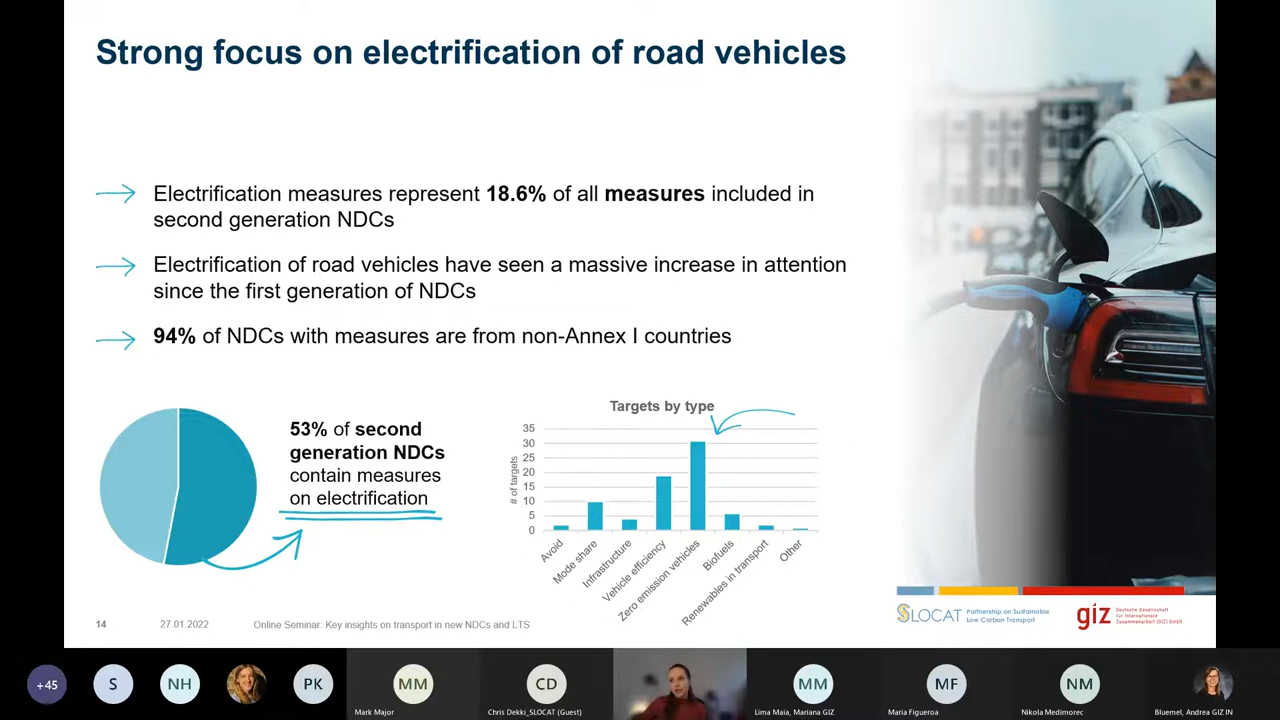 Strong focus on electrification of road vehicles
Electrification measures represent 18.6% of all measures included in
second generation NDCs
Electrification of road vehicles have seen a massive increase in attention
since the first generation of NDCs
94% of NDCs with measures are from non-Annex I countries
53% of second
generation NDCs
contain measures
on electrification
Targets by type
# of targets
35
30
25
20
15
10
5
0
Avoid
Mode share
Infrastructure
Vehicle efficiency
Zero emission vehicles
Biofuels
Renewables in transport
Other
SLOCAT
Partnership on Sustainable
Low Carbon Transport
giz
Deutsche Gesellschaft
für Internationale
Zusammenarbeit (GIZ) GmbH
14
27.01.2022
Online Seminar: Key insights on transport in new NDCs and LTS
+45
S
NH
PK
MM
Mark Major
CD
Chris Dekki_SLOCAT (Guest)
MM
Lima Maia, Mariana GIZ
MF
Maria Figueroa
NM
Nikola Medimorec
Bluemel, Andrea GIZ IN